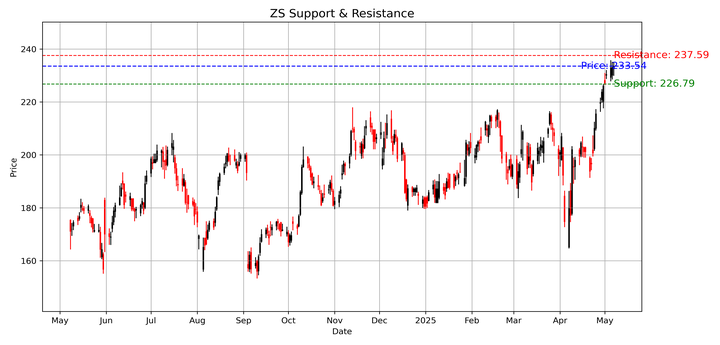 ZS Support & Resistance
Resistance: 237.59
Price: 233.54
Support: 226.79
Price
240
220
200
180
160
May Jun Jul Aug Sep Oct Nov Dec 2025 Feb Mar Apr May
Date